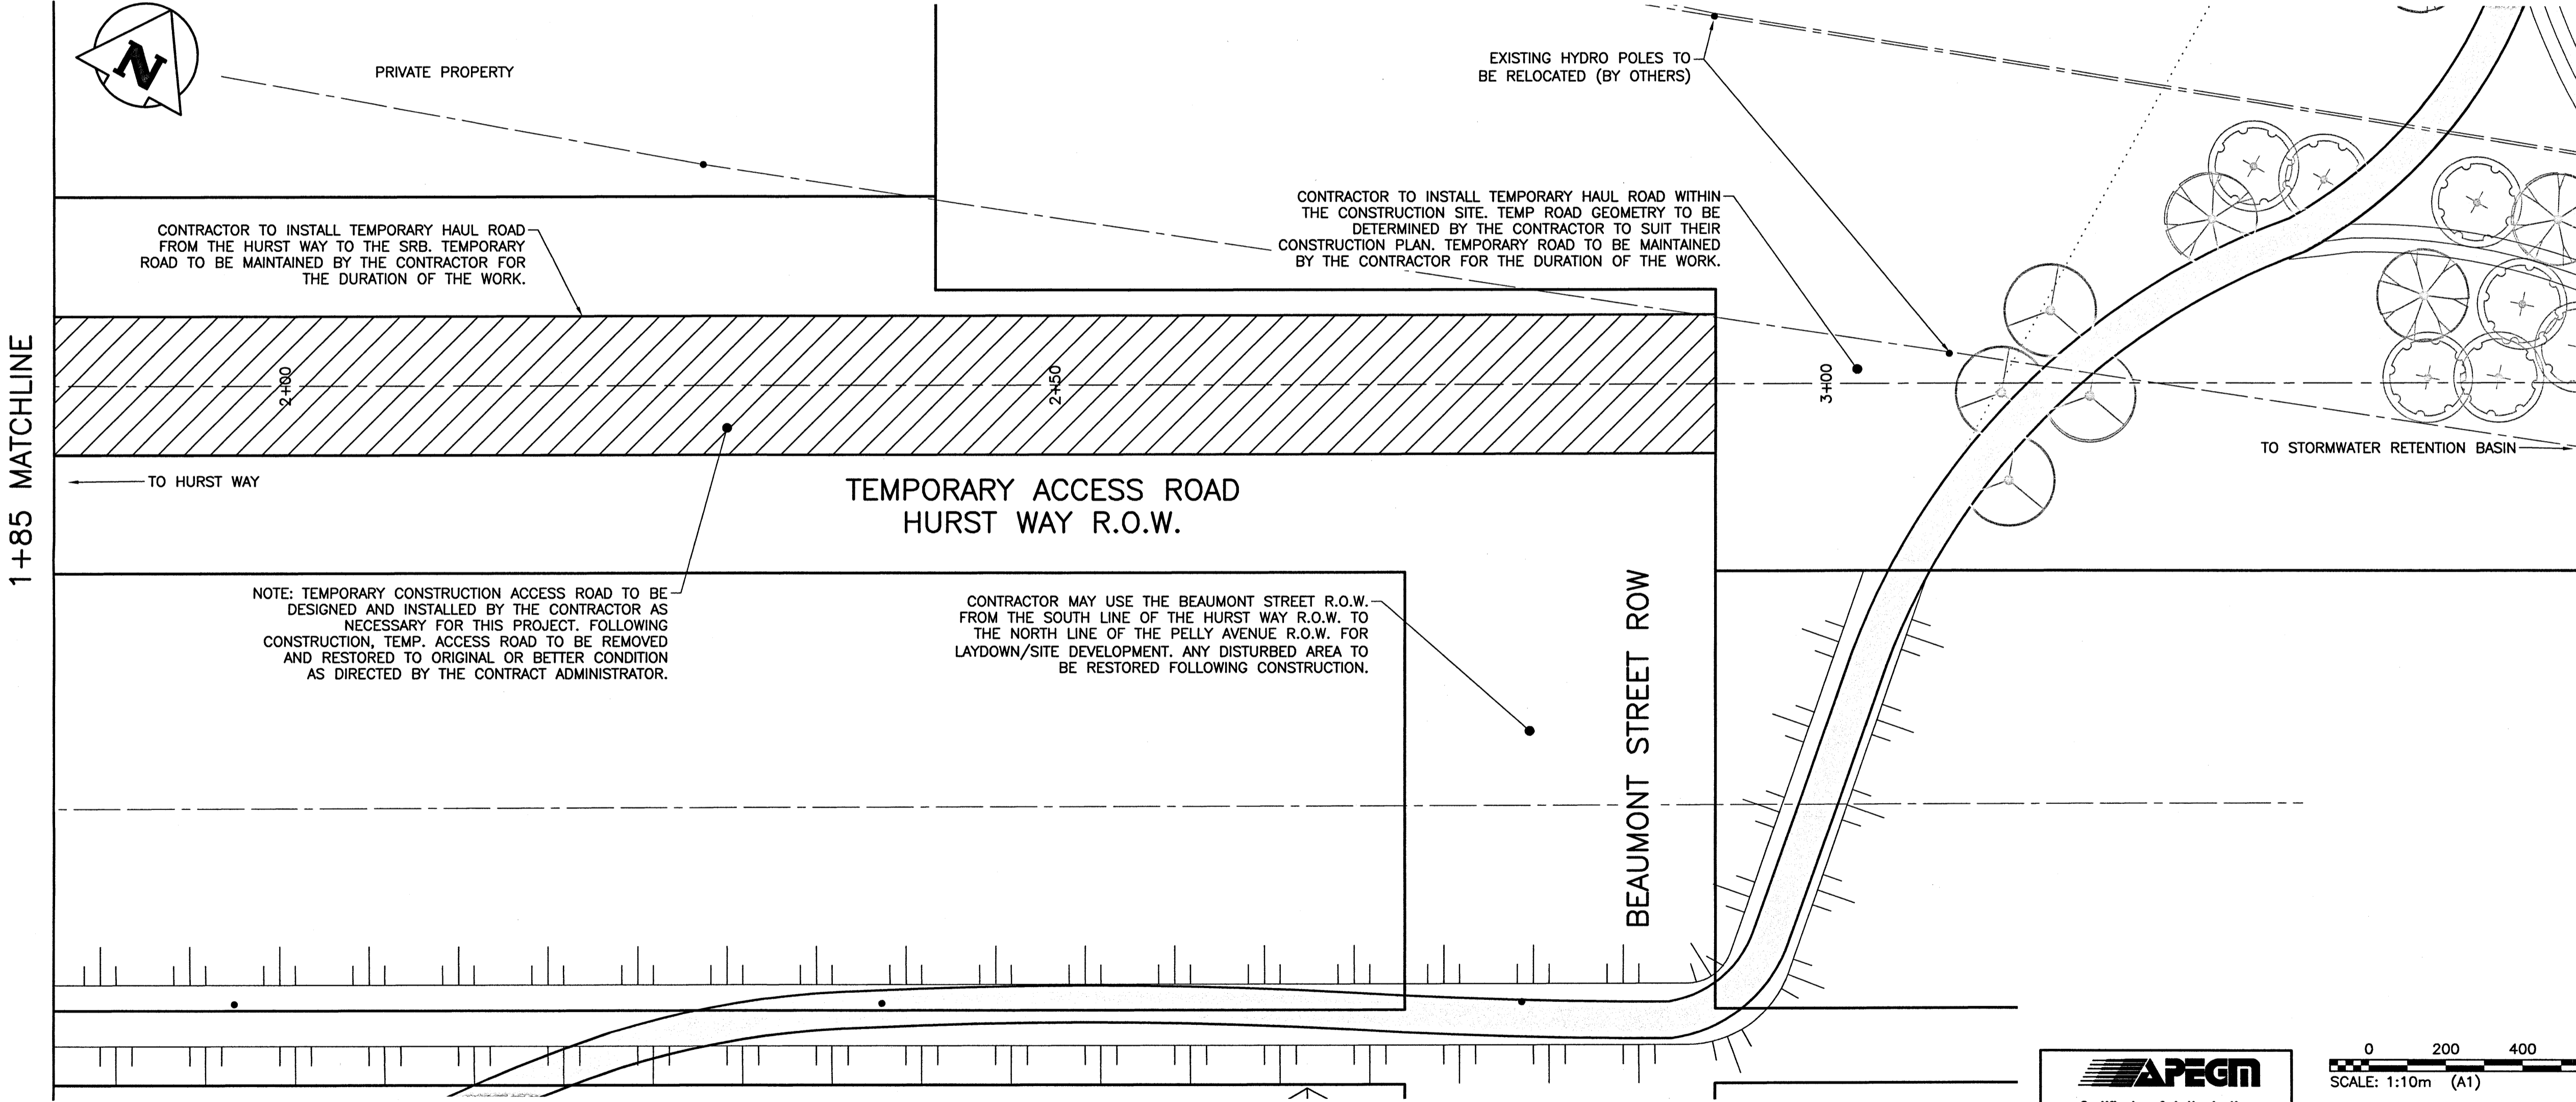 N
PRIVATE PROPERTY
EXISTING HYDRO POLES TO
BE RELOCATED (BY OTHERS)
CONTRACTOR TO INSTALL TEMPORARY HAUL ROAD
FROM THE HURST WAY TO THE SRB. TEMPORARY
ROAD TO BE MAINTAINED BY THE CONTRACTOR FOR
THE DURATION OF THE WORK.
CONTRACTOR TO INSTALL TEMPORARY HAUL ROAD WITHIN
THE CONSTRUCTION SITE. TEMP ROAD GEOMETRY TO BE
DETERMINED BY THE CONTRACTOR TO SUIT THEIR
CONSTRUCTION PLAN. TEMPORARY ROAD TO BE MAINTAINED
BY THE CONTRACTOR FOR THE DURATION OF THE WORK.
1+85 MATCHLINE
2+00
2+50
3+00
TO HURST WAY
TO STORMWATER RETENTION BASIN
TEMPORARY ACCESS ROAD
HURST WAY R.O.W.
NOTE: TEMPORARY CONSTRUCTION ACCESS ROAD TO BE
DESIGNED AND INSTALLED BY THE CONTRACTOR AS
NECESSARY FOR THIS PROJECT. FOLLOWING
CONSTRUCTION, TEMP. ACCESS ROAD TO BE REMOVED
AND RESTORED TO ORIGINAL OR BETTER CONDITION
AS DIRECTED BY THE CONTRACT ADMINISTRATOR.
CONTRACTOR MAY USE THE BEAUMONT STREET R.O.W.
FROM THE SOUTH LINE OF THE HURST WAY R.O.W. TO
THE NORTH LINE OF THE PELLY AVENUE R.O.W. FOR
LAYDOWN/SITE DEVELOPMENT. ANY DISTURBED AREA TO
BE RESTORED FOLLOWING CONSTRUCTION.
BEAUMONT STREET ROW
APEGM
0 200 400
SCALE: 1:10m (A1)